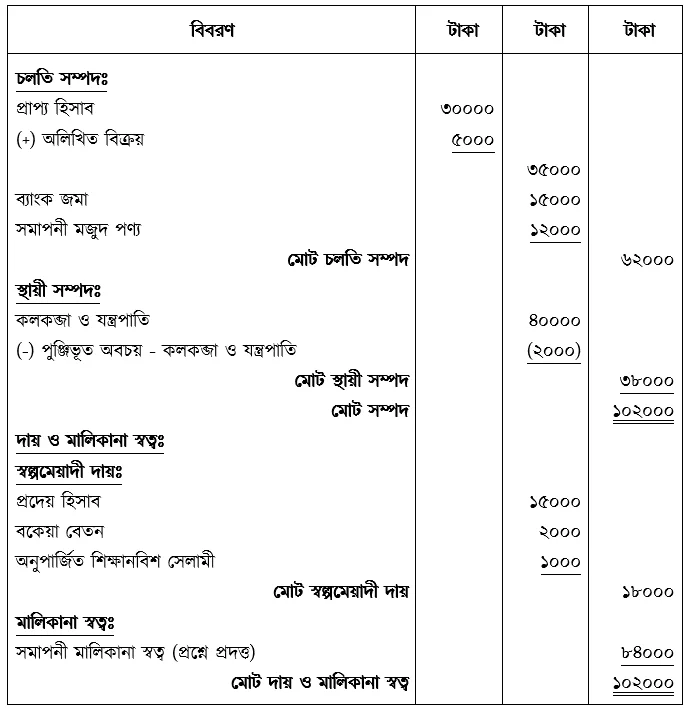 বিবরণ টাকা টাকা টাকা
চলতি সম্পদঃ
প্রাপ্য হিসাব ৩০০০০
(+) অলিখিত বিক্রয় ৫০০০
৩৫০০০
ব্যাংক জমা ১৫০০০
সমাপনী মজুদ পণ্য ১২০০০
মোট চলতি সম্পদ ৬২০০০
স্থায়ী সম্পদঃ
কলকব্জা ও যন্ত্রপাতি ৪০০০০
(-) পুঞ্জিভূত অবচয় - কলকব্জা ও যন্ত্রপাতি (২০০০)
মোট স্থায়ী সম্পদ ৩৮০০০
মোট সম্পদ ১০২০০০
দায় ও মালিকানা স্বত্বঃ
স্বল্পমেয়াদী দায়ঃ
প্রদেয় হিসাব ১৫০০০
বকেয়া বেতন ২০০০
অনুপার্জিত শিক্ষানবিশ সেলামী ১০০০
মোট স্বল্পমেয়াদী দায় ১৮০০০
মালিকানা স্বত্বঃ
সমাপনী মালিকানা স্বত্ব (প্রশ্নে প্রদত্ত) ৮৪০০০
মোট দায় ও মালিকানা স্বত্ব ১০২০০০